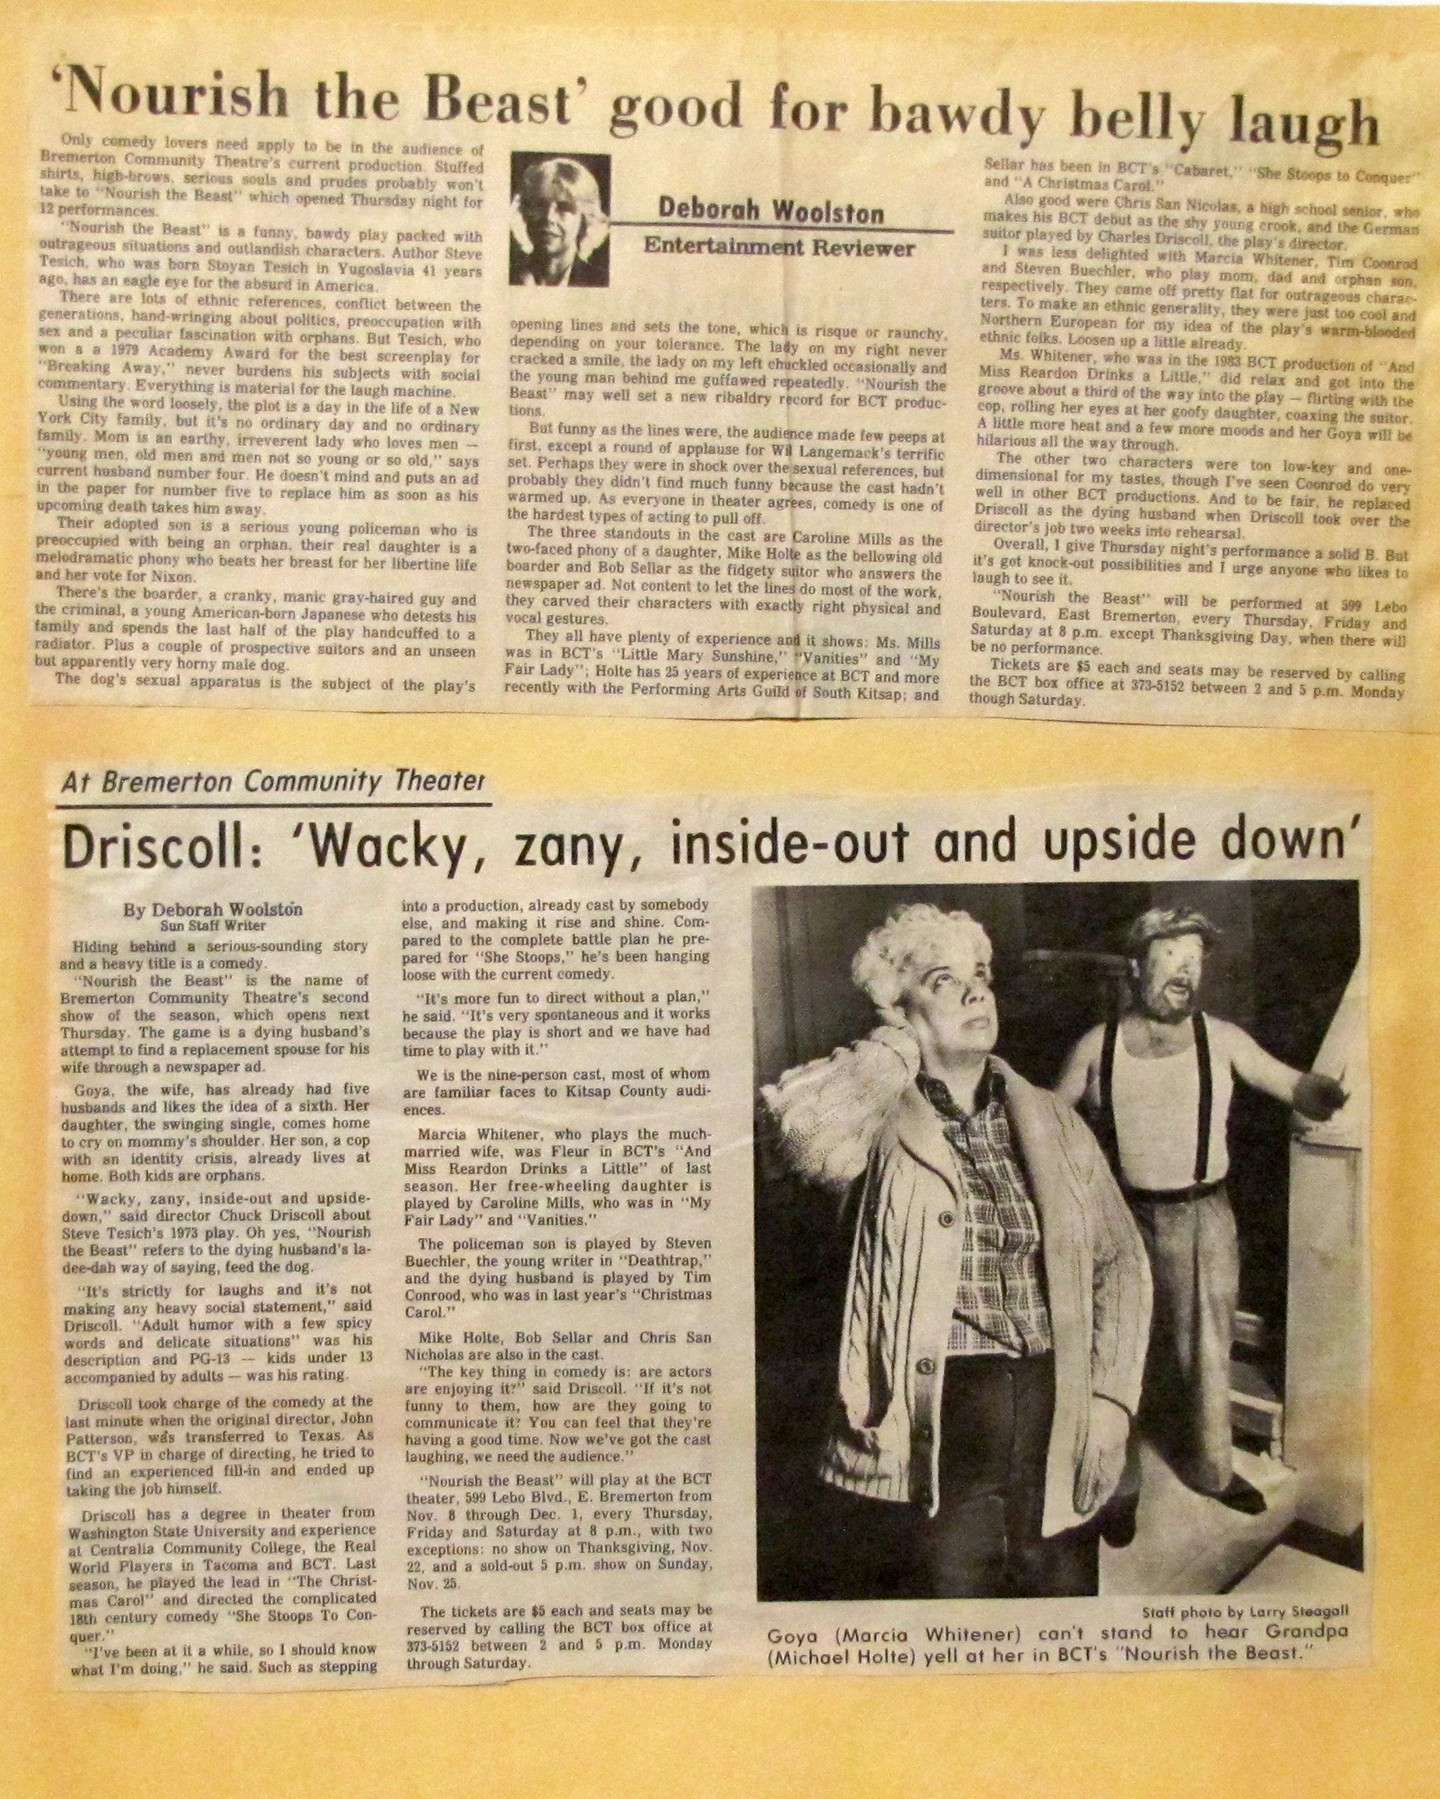 'Nourish the Beast' good for bawdy belly laugh
Only comedy lovers need apply to be in the audience of
Bremerton Community Theatre's current production. Stuffed
shirts, high-brows, serious souls and prudes probably won't
take to "Nourish the Beast" which opened Thursday night for
12 performances.
"Nourish the Beast" is a funny, bawdy play packed with
outrageous situations and outlandish characters. Author Steve
Tesich, who was born Stoyan Tesich in Yugoslavia 41 years
ago, has an eagle eye for the absurd in America.
There are lots of ethnic references, conflict between the
generations, hand-wringing about politics, preoccupation with
sex and a peculiar fascination with orphans. But Tesich, who
won a a 1979 Academy Award for the best screenplay for
"Breaking Away," never burdens his subjects with social
commentary. Everything is material for the laugh machine.
Using the word loosely, the plot is a day in the life of a New
York City family, but it's no ordinary day and no ordinary
family. Mom is an earthy, irreverent lady who loves men —
"young men, old men and men not so young or so old," says
current husband number four. He doesn't mind and puts an ad
in the paper for number five to replace him as soon as his
upcoming death takes him away.
Their adopted son is a serious young policeman who is
preoccupied with being an orphan, their real daughter is a
melodramatic phony who beats her breast for her libertine life
and her vote for Nixon.
There's the boarder, a cranky, manic gray-haired guy and
the criminal, a young American-born Japanese who detests his
family and spends the last half of the play handcuffed to a
radiator. Plus a couple of prospective suitors and an unseen
but apparently very horny male dog.
The dog's sexual apparatus is the subject of the play's
Deborah Woolston
Entertainment Reviewer
opening lines and sets the tone, which is risque or raunchy,
depending on your tolerance. The lady on my right never
cracked a smile, the lady on my left chuckled occasionally and
the young man behind me guffawed repeatedly. "Nourish the
Beast" may well set a new ribaldry record for BCT produc-
tions.
But funny as the lines were, the audience made few peeps at
first, except a round of applause for Wil Langemack's terrific
set. Perhaps they were in shock over the sexual references, but
probably they didn't find much funny because the cast hadn't
warmed up. As everyone in theater agrees, comedy is one of
the hardest types of acting to pull off.
The three standouts in the cast are Caroline Mills as the
two-faced phony of a daughter, Mike Holte as the bellowing old
boarder and Bob Sellar as the fidgety suitor who answers the
newspaper ad. Not content to let the lines do most of the work,
they carved their characters with exactly right physical and
vocal gestures.
They all have plenty of experience and it shows: Ms. Mills
was in BCT's "Little Mary Sunshine," "Vanities" and "My
Fair Lady"; Holte has 25 years of experience at BCT and more
recently with the Performing Arts Guild of South Kitsap; and
Sellar has been in BCT's "Cabaret," "She Stoops to Conquer"
and "A Christmas Carol."
Also good were Chris San Nicolas, a high school senior, who
makes his BCT debut as the shy young crook, and the German
suitor played by Charles Driscoll, the play's director.
I was less delighted with Marcia Whitener, Tim Coonrod
and Steven Buechler, who play mom, dad and orphan son,
respectively. They came off pretty flat for outrageous charac-
ters. To make an ethnic generality, they were just too cool and
Northern European for my idea of the play's warm-blooded
ethnic folks. Loosen up a little already.
Ms. Whitener, who was in the 1983 BCT production of "And
Miss Reardon Drinks a Little," did relax and got into the
groove about a third of the way into the play — flirting with the
cop, rolling her eyes at her goofy daughter, coaxing the suitor.
A little more heat and a few more moods and her Goya will be
hilarious all the way through.
The other two characters were too low-key and one-
dimensional for my tastes, though I've seen Coonrod do very
well in other BCT productions. And to be fair, he replaced
Driscoll as the dying husband when Driscoll took over the
director's job two weeks into rehearsal.
Overall, I give Thursday night's performance a solid B. But
it's got knock-out possibilities and I urge anyone who likes to
laugh to see it.
"Nourish the Beast" will be performed at 599 Lebo
Boulevard, East Bremerton, every Thursday, Friday and
Saturday at 8 p.m. except Thanksgiving Day, when there will
be no performance.
Tickets are $5 each and seats may be reserved by calling
the BCT box office at 373-5152 between 2 and 5 p.m. Monday
though Saturday.
At Bremerton Community Theater
Driscoll: 'Wacky, zany, inside-out and upside down'
By Deborah Woolston
Sun Staff Writer
Hiding behind a serious-sounding story
and a heavy title is a comedy.
"Nourish the Beast" is the name of
Bremerton Community Theatre's second
show of the season, which opens next
Thursday. The game is a dying husband's
attempt to find a replacement spouse for his
wife through a newspaper ad.
Goya, the wife, has already had five
husbands and likes the idea of a sixth. Her
daughter, the swinging single, comes home
to cry on mommy's shoulder. Her son, a cop
with an identity crisis, already lives at
home. Both kids are orphans.
"Wacky, zany, inside-out and upside-
down," said director Chuck Driscoll about
Steve Tesich's 1973 play. Oh yes, "Nourish
the Beast" refers to the dying husband's la-
dee-dah way of saying, feed the dog.
"It's strictly for laughs and it's not
making any heavy social statement," said
Driscoll. "Adult humor with a few spicy
words and delicate situations" was his
description and PG-13 — kids under 13
accompanied by adults — was his rating.
Driscoll took charge of the comedy at the
last minute when the original director, John
Patterson, was transferred to Texas. As
BCT's VP in charge of directing, he tried to
find an experienced fill-in and ended up
taking the job himself.
Driscoll has a degree in theater from
Washington State University and experience
at Centralia Community College, the Real
World Players in Tacoma and BCT. Last
season, he played the lead in "The Christ-
mas Carol" and directed the complicated
18th century comedy "She Stoops To Con-
quer."
"I've been at it a while, so I should know
what I'm doing," he said. Such as stepping
into a production, already cast by somebody
else, and making it rise and shine. Com-
pared to the complete battle plan he pre-
pared for "She Stoops," he's been hanging
loose with the current comedy.
"It's more fun to direct without a plan,"
he said. "It's very spontaneous and it works
because the play is short and we have had
time to play with it."
We is the nine-person cast, most of whom
are familiar faces to Kitsap County audi-
ences.
Marcia Whitener, who plays the much-
married wife, was Fleur in BCT's "And
Miss Reardon Drinks a Little" of last
season. Her free-wheeling daughter is
played by Caroline Mills, who was in "My
Fair Lady" and "Vanities."
The policeman son is played by Steven
Buechler, the young writer in "Deathtrap,"
and the dying husband is played by Tim
Conrood, who was in last year's "Christmas
Carol."
Mike Holte, Bob Sellar and Chris San
Nicholas are also in the cast.
"The key thing in comedy is: are actors
are enjoying it?" said Driscoll. "If it's not
funny to them, how are they going to
communicate it? You can feel that they're
having a good time. Now we've got the cast
laughing, we need the audience."
"Nourish the Beast" will play at the BCT
theater, 599 Lebo Blvd., E. Bremerton from
Nov. 8 through Dec. 1, every Thursday,
Friday and Saturday at 8 p.m., with two
exceptions: no show on Thanksgiving, Nov.
22, and a sold-out 5 p.m. show on Sunday,
Nov. 25.
The tickets are $5 each and seats may be
reserved by calling the BCT box office at
373-5152 between 2 and 5 p.m. Monday
through Saturday.
Staff photo by Larry Steagall
Goya (Marcia Whitener) can't stand to hear Grandpa
(Michael Holte) yell at her in BCT's "Nourish the Beast."